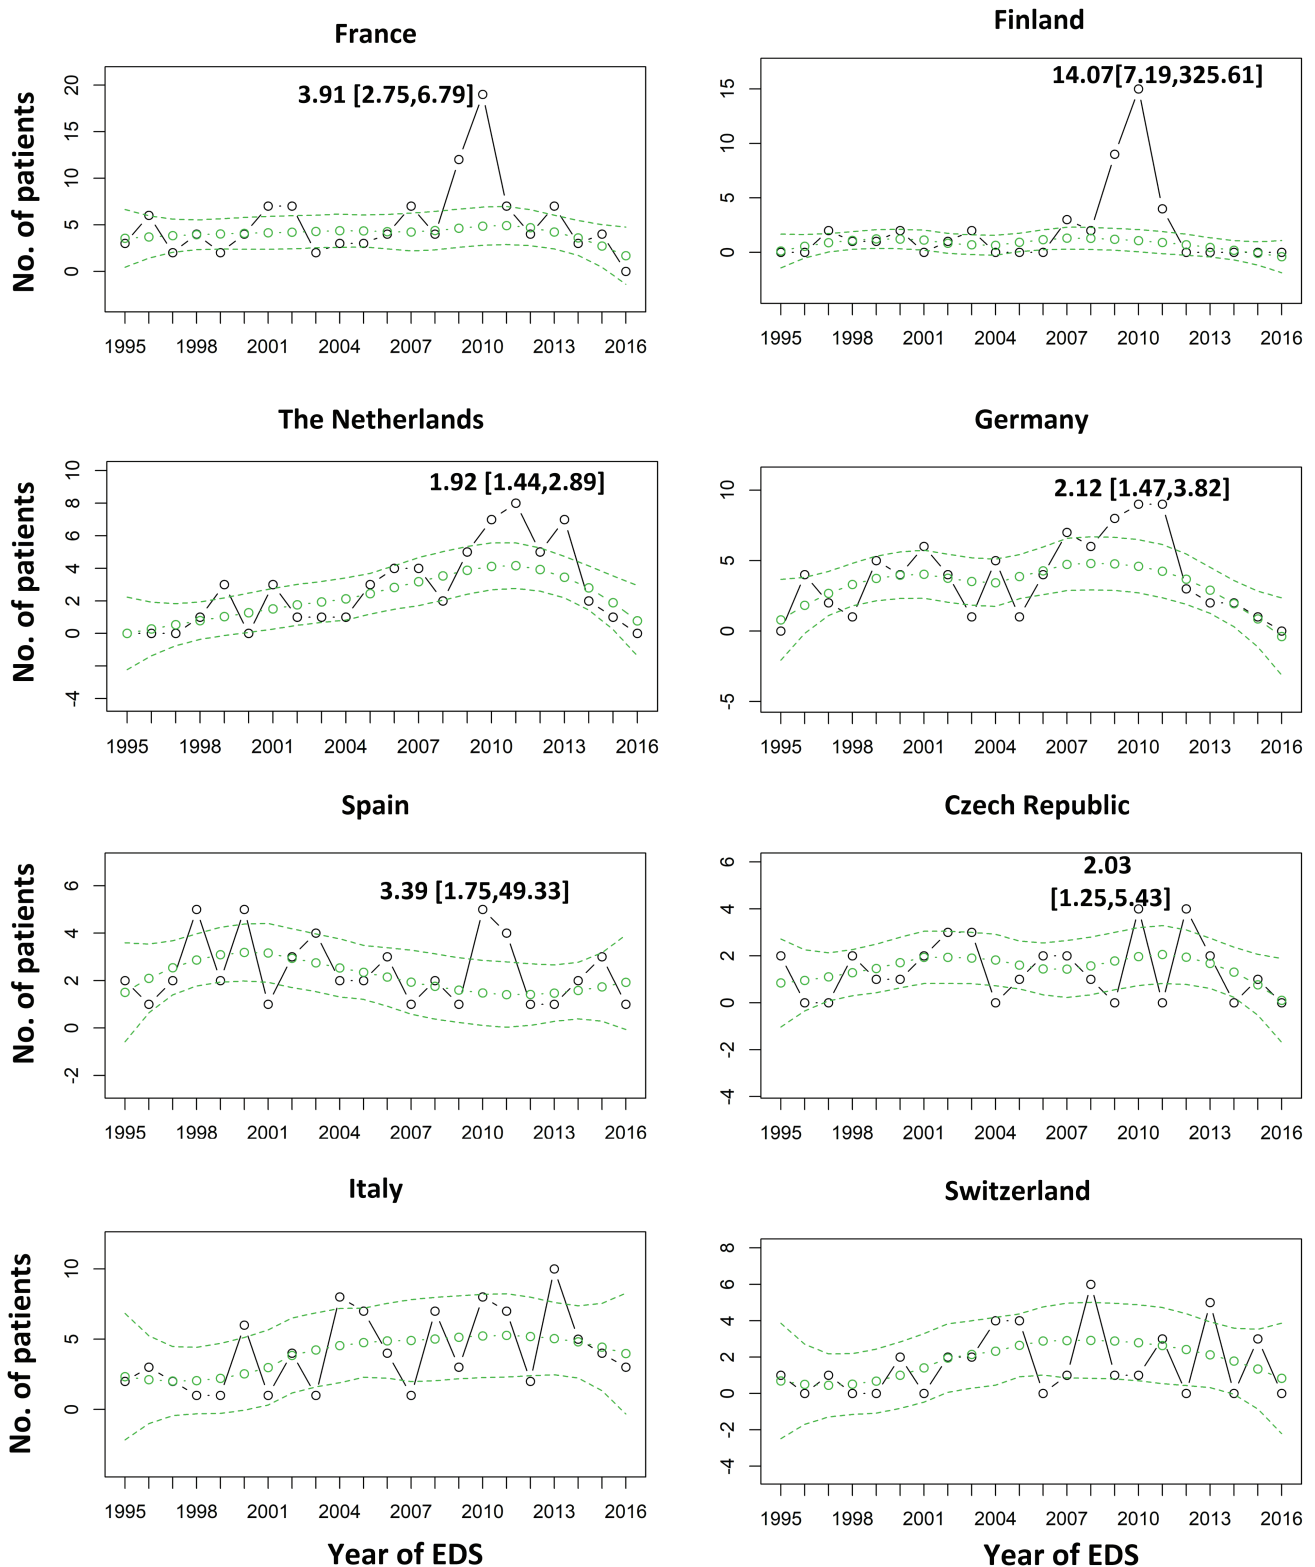 France
No. of patients
20
15
10
5
0
3.91 [2.75,6.79]
1995 1998 2001 2004 2007 2010 2013 2016
Finland
15
10
5
0
14.07[7.19,325.61]
1995 1998 2001 2004 2007 2010 2013 2016
The Netherlands
No. of patients
10
8
6
4
2
0
-4
1.92 [1.44,2.89]
1995 1998 2001 2004 2007 2010 2013 2016
Germany
10
5
0
-5
2.12 [1.47,3.82]
1995 1998 2001 2004 2007 2010 2013 2016
Spain
No. of patients
6
4
2
0
-2
3.39 [1.75,49.33]
1995 1998 2001 2004 2007 2010 2013 2016
Czech Republic
6
4
2
0
-2
-4
2.03
[1.25,5.43]
1995 1998 2001 2004 2007 2010 2013 2016
Italy
No. of patients
10
5
0
1995 1998 2001 2004 2007 2010 2013 2016
Year of EDS
Switzerland
8
6
4
2
0
-2
-4
1995 1998 2001 2004 2007 2010 2013 2016
Year of EDS